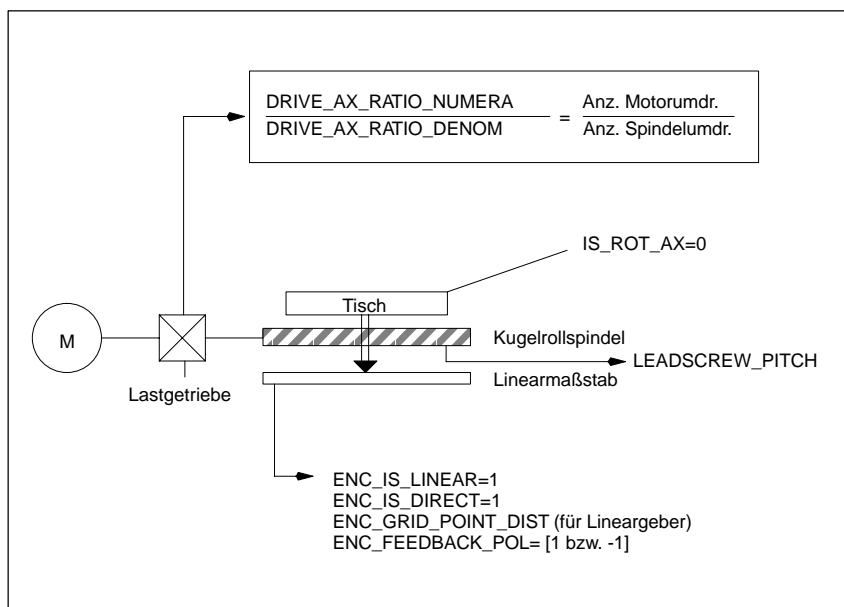 DRIVE_AX_RATIO_NUMERA
DRIVE_AX_RATIO_DENOM
=
Anz. Motorumdr.
Anz. Spindelumdr.
IS_ROT_AX=0
Tisch
M
Kugelrollspindel
LEADSCREW_PITCH
Linearmaßstab
Lastgetriebe
ENC_IS_LINEAR=1
ENC_IS_DIRECT=1
ENC_GRID_POINT_DIST (für Lineargeber)
ENC_FEEDBACK_POL= [1 bzw. -1]